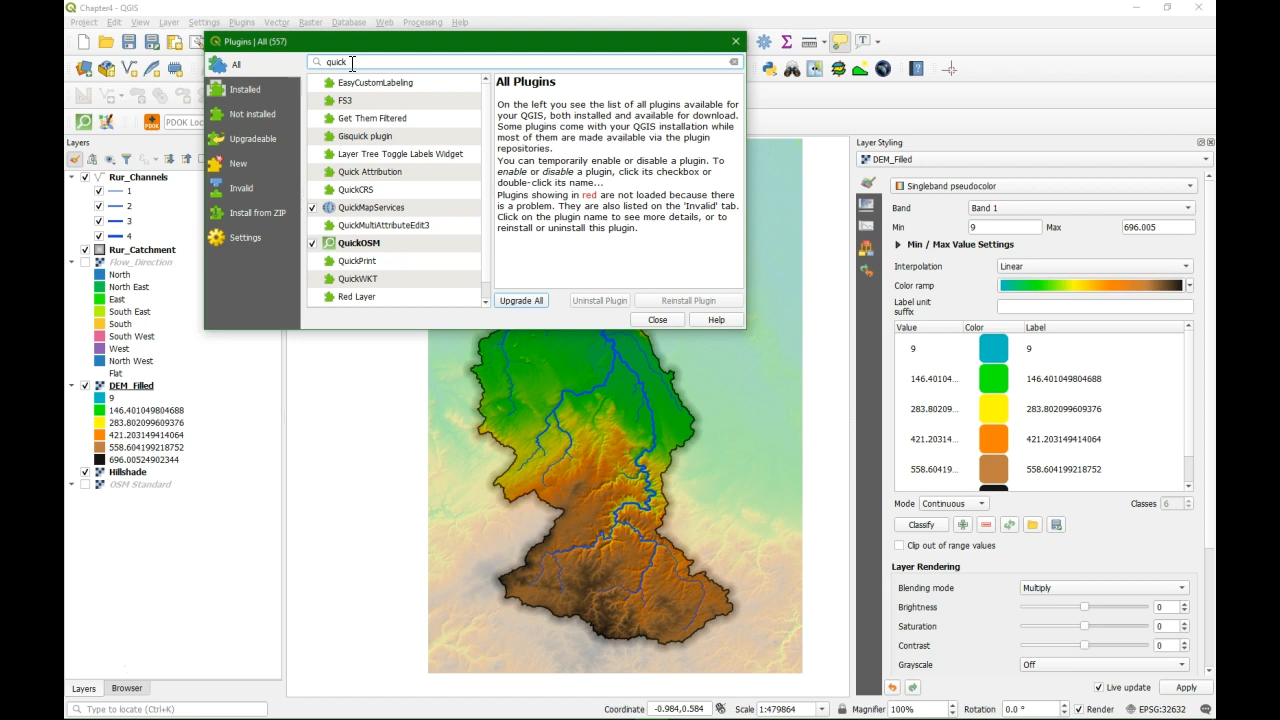 Chapter4 - QGIS
Project Edit View Layer Settings Plugins Vector Raster Database Web Processing Help
Plugins | All (557)
All
Installed
Not installed
Upgradeable
New
Invalid
Install from ZIP
Settings
quick
EasyCustomLabeling
FS3
Get Them Filtered
Gisquick plugin
Layer Tree Toggle Labels Widget
Quick Attribution
QuickCRS
QuickMapServices
QuickMultiAttributeEdit3
QuickOSM
QuickPrint
QuickWKT
Red Layer
All Plugins
On the left you see the list of all plugins available for
your QGIS, both installed and available for download.
Some plugins come with your QGIS installation while
most of them are made available via the plugin
repositories.
You can temporarily enable or disable a plugin. To
enable or disable a plugin, click its checkbox or
double-click its name...
Plugins showing in red are not loaded because there
is a problem. They are also listed on the 'Invalid' tab.
Click on the plugin name to see more details, or to
reinstall or uninstall this plugin.
Upgrade All Uninstall Plugin Reinstall Plugin
Close Help
PDOK PDOK Loc
Layers
Rur_Channels
1
2
3
4
Rur_Catchment
Flow_Direction
North
North East
East
South East
South
South West
West
North West
Flat
DEM_Filled
9
146.401049804688
283.802099609376
421.203149414064
558.604199218752
696.00524902344
Hillshade
OSM Standard
Layers Browser
Layer Styling
DEM_Filled
Singleband pseudocolor
Band Band 1
Min 9 Max 696.005
Min / Max Value Settings
Interpolation Linear
Color ramp
Label unit
suffix
Value Color Label
9 9
146.40104... 146.401049804688
283.80209... 283.802099609376
421.20314... 421.203149414064
558.60419... 558.604199218752
Mode Continuous Classes 6
Classify
Clip out of range values
Layer Rendering
Blending mode Multiply
Brightness 0
Saturation 0
Contrast 0
Grayscale Off
Live update Apply
Type to locate (Ctrl+K) Coordinate -0.984,0.584 Scale 1:479864 Magnifier 100% Rotation 0.0 ° Render EPSG:32632